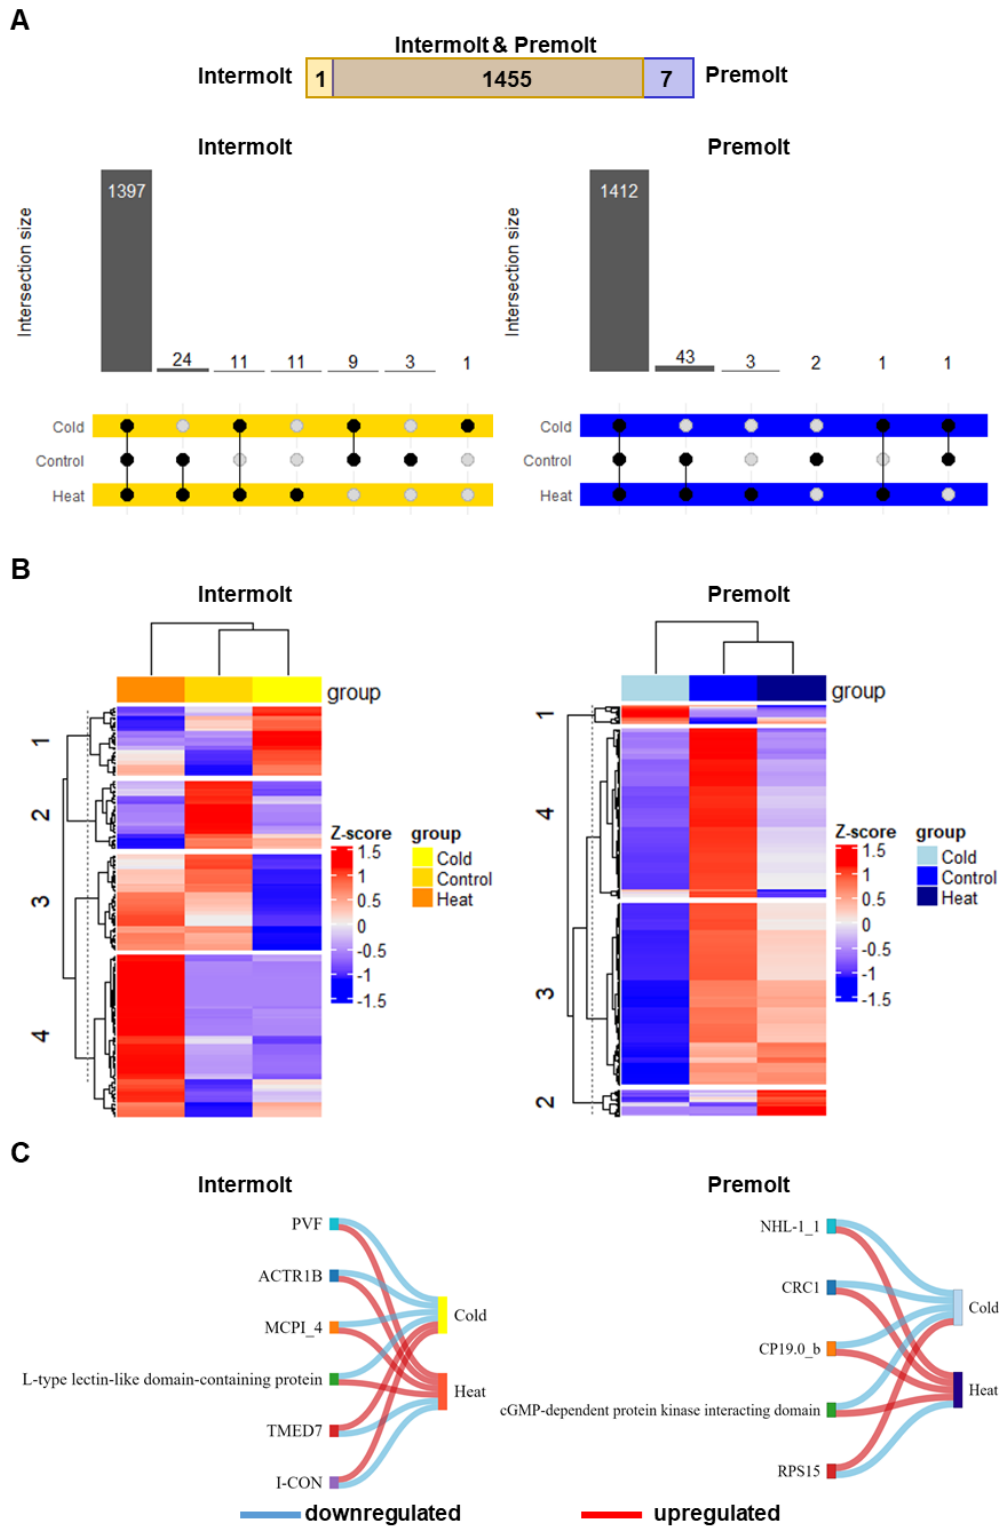 A
Intermolt & Premolt
Intermolt 1 1455 7 Premolt
Intermolt
Premolt
Intersection size
1397
24 11 11 9 3 1
Cold
Control
Heat
Intersection size
1412
43 3 2 1 1
Cold
Control
Heat
B
Intermolt
group
1
2
3
4
Z-score
1.5
1
0.5
0
-0.5
-1
-1.5
group
Cold
Control
Heat
Premolt
group
1
4
3
2
Z-score
1.5
1
0.5
0
-0.5
-1
-1.5
group
Cold
Control
Heat
C
Intermolt
PVF
ACTR1B
MCPI_4
L-type lectin-like domain-containing protein
TMED7
I-CON
Cold
Heat
Premolt
NHL-1_1
CRC1
CP19.0_b
cGMP-dependent protein kinase interacting domain
RPS15
Cold
Heat
downregulated
upregulated